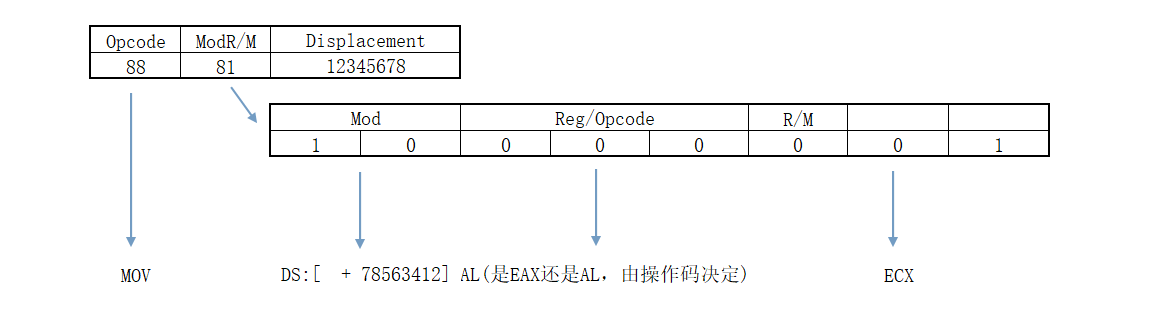 Opcode ModR/M Displacement
88 81 12345678
Mod Reg/Opcode R/M
1 0 0 0 0 0 0 1
MOV DS:[ + 78563412] AL(是EAX还是AL，由操作码决定) ECX